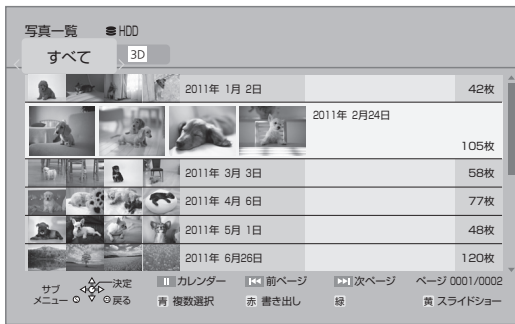 写真一覧 HDD
すべて 3D
2011年 1月 2日 42枚
2011年 2月24日
105枚
2011年 3月 3日 58枚
2011年 4月 6日 77枚
2011年 5月 1日 48枚
2011年 6月26日 120枚
サブメニュー 決定 戻る
カレンダー 前ページ 次ページ ページ 0001/0002
青 複数選択 赤 書き出し 緑 黄 スライドショー